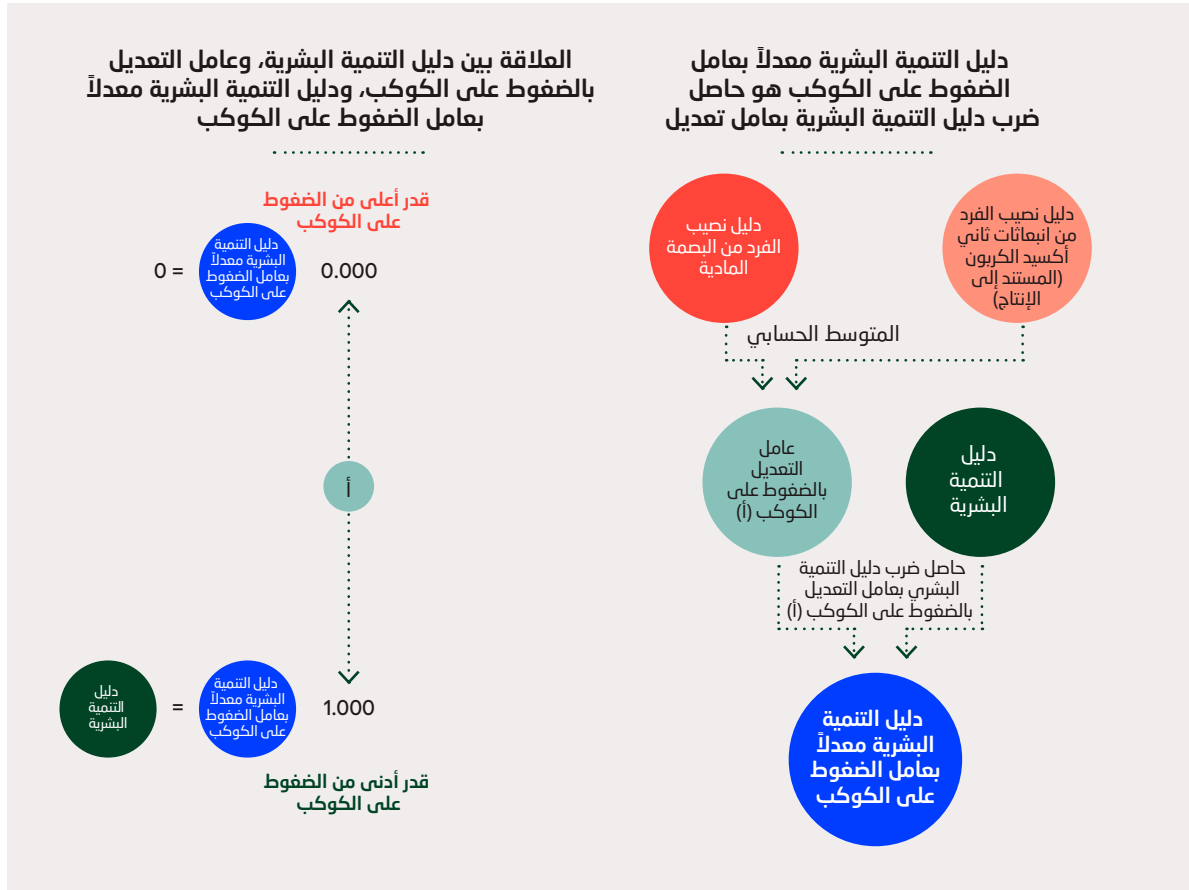 دليل التنمية البشرية معدلاً بعامل
الضغوط على الكوكب هو حاصل
ضرب دليل التنمية البشرية بعامل تعديل
دليل نصيب الفرد
من انبعاثات ثاني
أكسيد الكربون
(المستند إلى
الإنتاج)
دليل نصيب
الفرد من البصمة
المادية
المتوسط الحسابي
دليل
التنمية
البشرية
عامل
التعديل
بالضغوط على
الكوكب (أ)
حاصل ضرب دليل التنمية
البشري بعامل التعديل
بالضغوط على الكوكب (أ)
دليل التنمية
البشرية معدلاً
بعامل الضغوط
على الكوكب
العلاقة بين دليل التنمية البشرية، وعامل التعديل
بالضغوط على الكوكب، ودليل التنمية البشرية معدلاً
بعامل الضغوط على الكوكب
قدر أعلى من الضغوط
على الكوكب
0.000
دليل التنمية
البشرية معدلاً
بعامل الضغوط
على الكوكب
0 =
أ
1.000
دليل التنمية
البشرية معدلاً
بعامل الضغوط
على الكوكب
=
دليل
التنمية
البشرية
قدر أدنى من الضغوط
على الكوكب